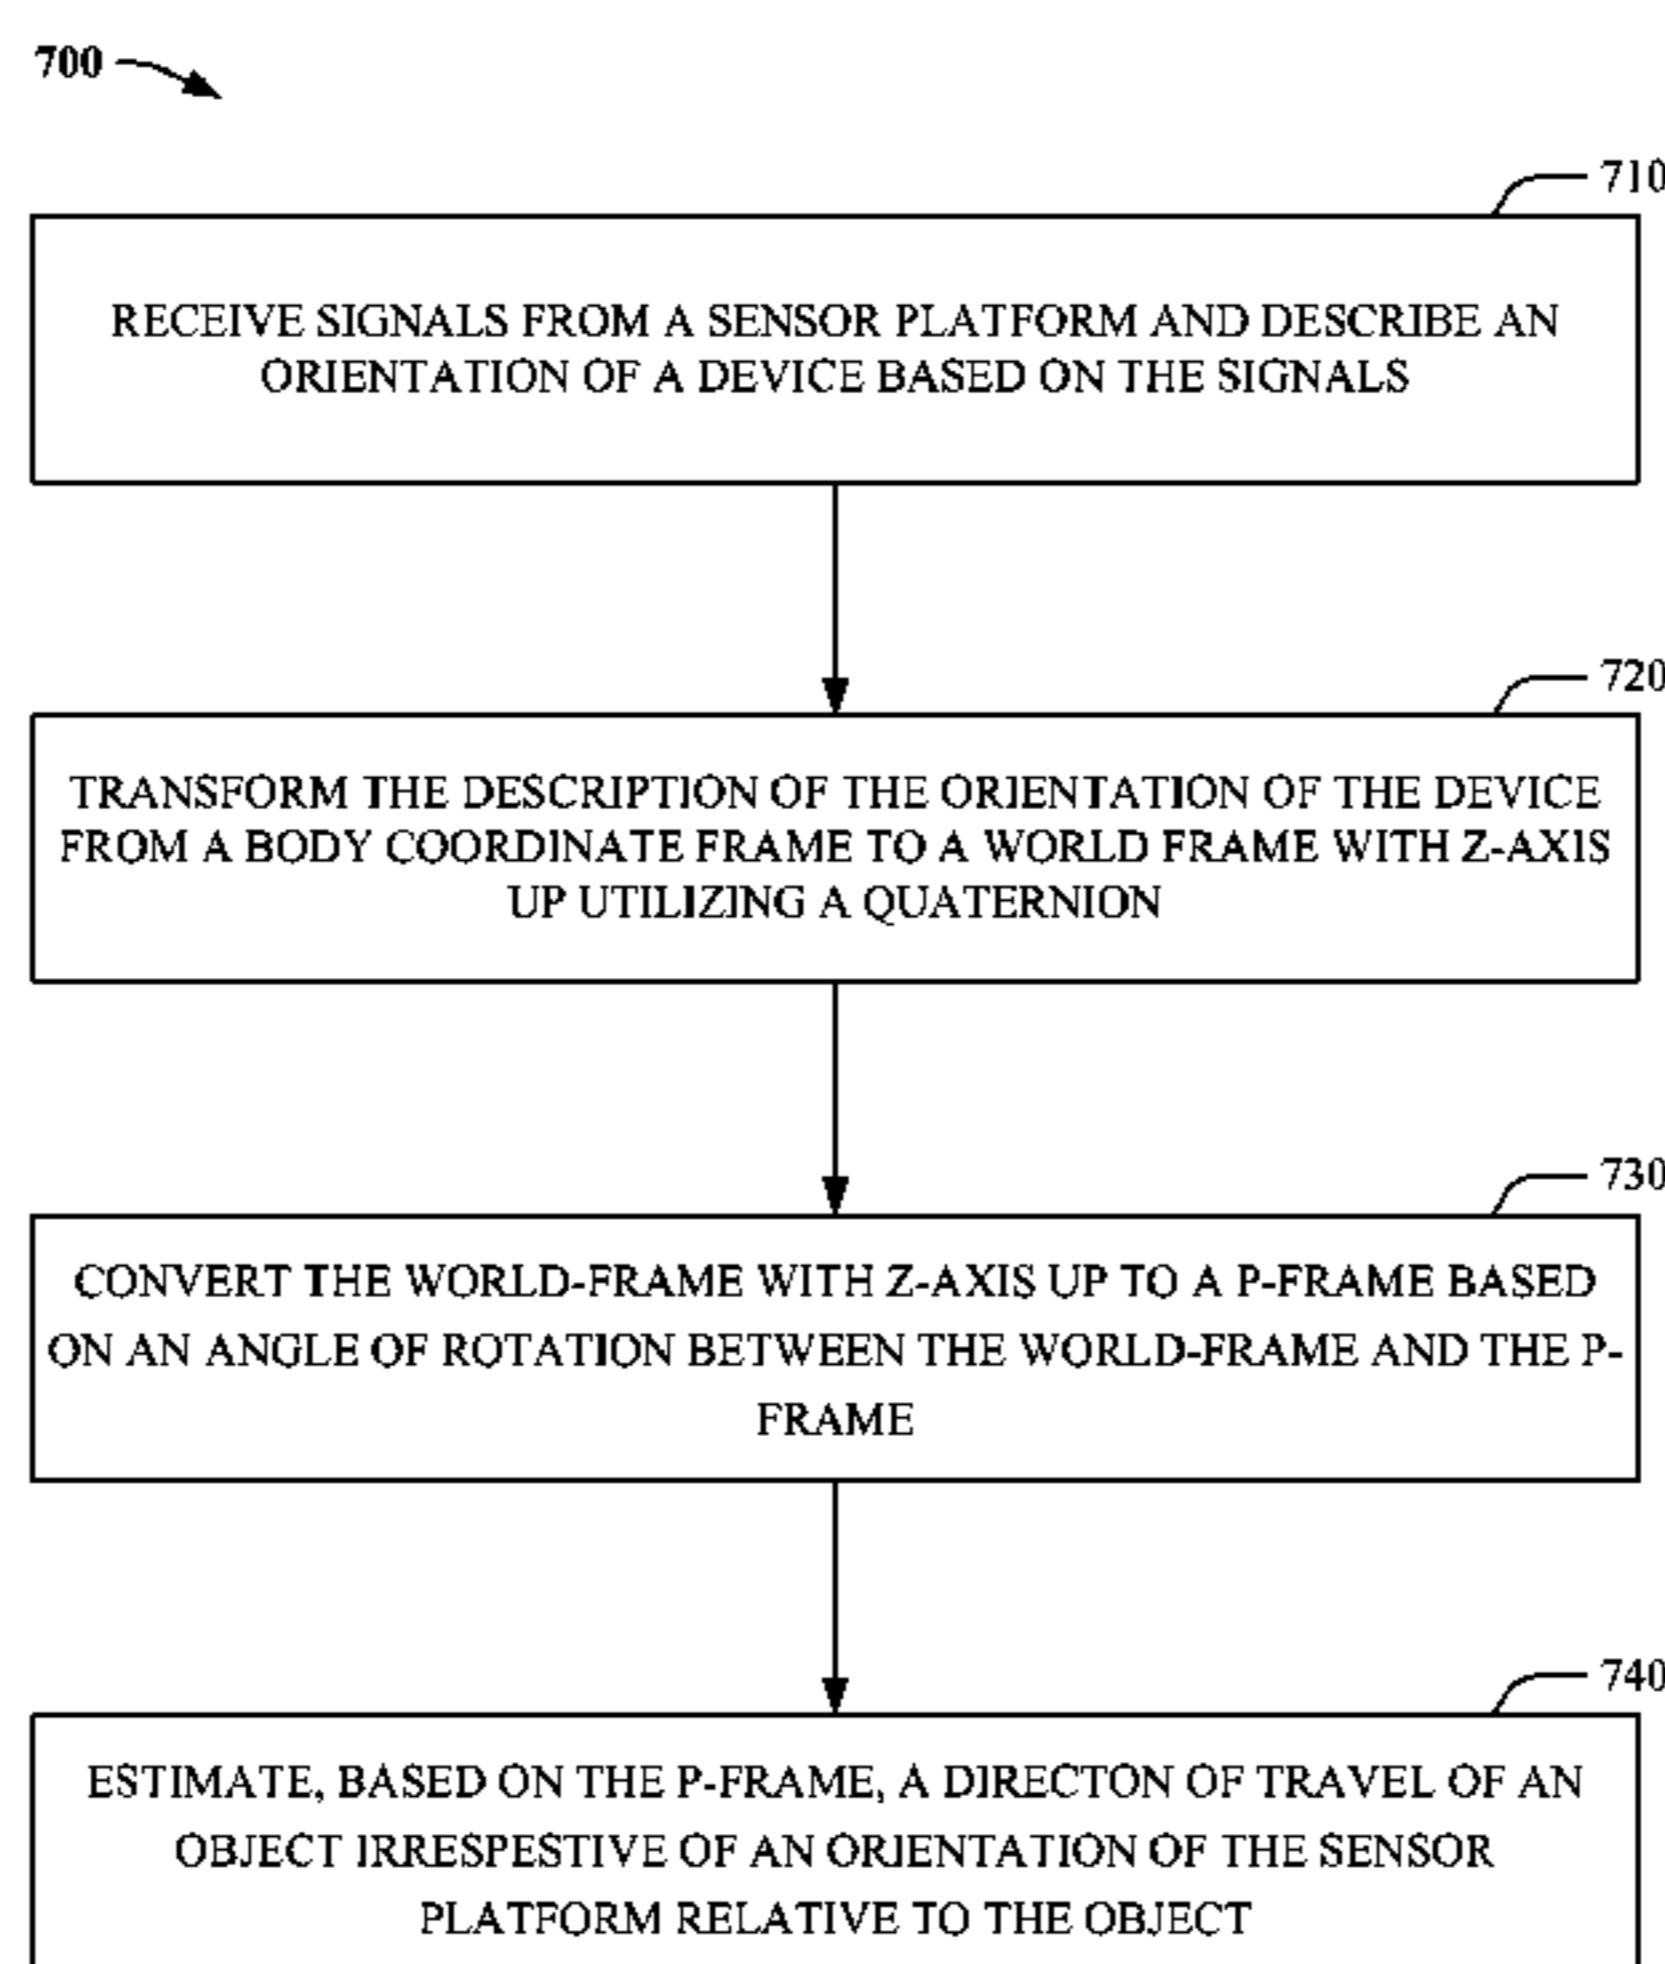 700
710
RECEIVE SIGNALS FROM A SENSOR PLATFORM AND DESCRIBE AN
ORIENTATION OF A DEVICE BASED ON THE SIGNALS
720
TRANSFORM THE DESCRIPTION OF THE ORIENTATION OF THE DEVICE
FROM A BODY COORDINATE FRAME TO A WORLD FRAME WITH Z-AXIS
UP UTILIZING A QUATERNION
730
CONVERT THE WORLD-FRAME WITH Z-AXIS UP TO A P-FRAME BASED
ON AN ANGLE OF ROTATION BETWEEN THE WORLD-FRAME AND THE P-
FRAME
740
ESTIMATE, BASED ON THE P-FRAME, A DIRECTON OF TRAVEL OF AN
OBJECT IRRESPESTIVE OF AN ORIENTATION OF THE SENSOR
PLATFORM RELATIVE TO THE OBJECT